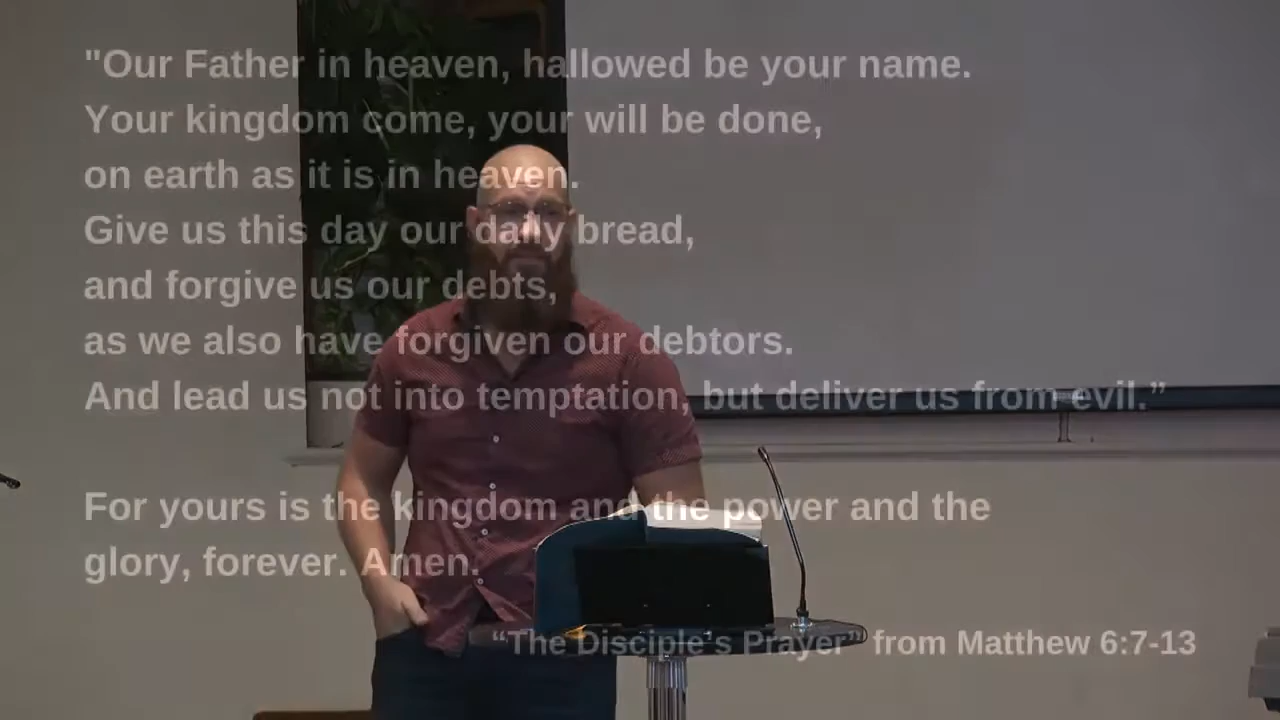 "Our Father in heaven, hallowed be your name.
Your kingdom come, your will be done,
on earth as it is in heaven.
Give us this day our daily bread,
and forgive us our debts,
as we also have forgiven our debtors.
And lead us not into temptation, but deliver us from evil.”
For yours is the kingdom and the power and the
glory, forever. Amen.
“The Disciple's Prayer” from Matthew 6:7-13